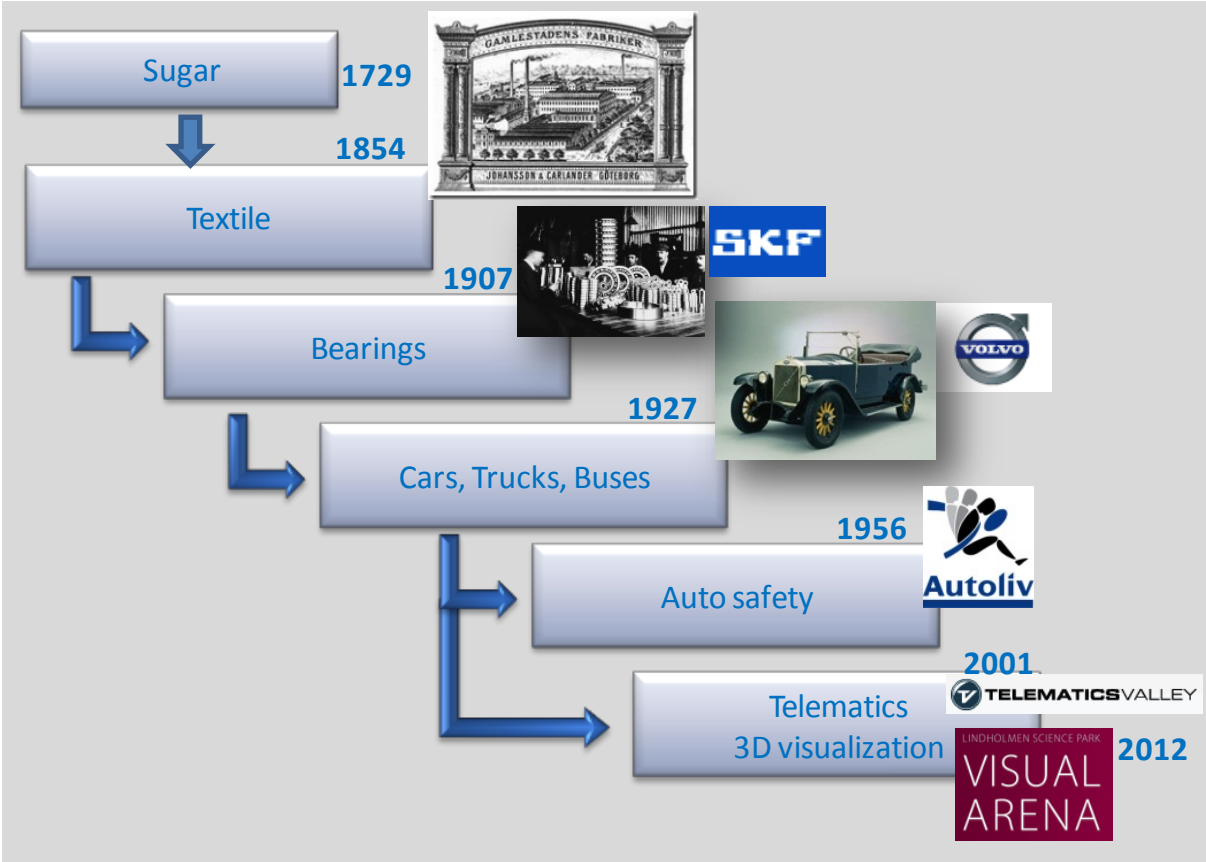 Sugar
1729
GAMLESTADENS FABRIKER
JOHANSSON & CARLANDER GÖTEBORG
1854
Textile
SKF
1907
Bearings
VOLVO
1927
Cars, Trucks, Buses
1956
Autoliv
Auto safety
2001
TELEMATICSVALLEY
Telematics
3D visualization
LINDHOLMEN SCIENCE PARK
VISUAL
ARENA
2012